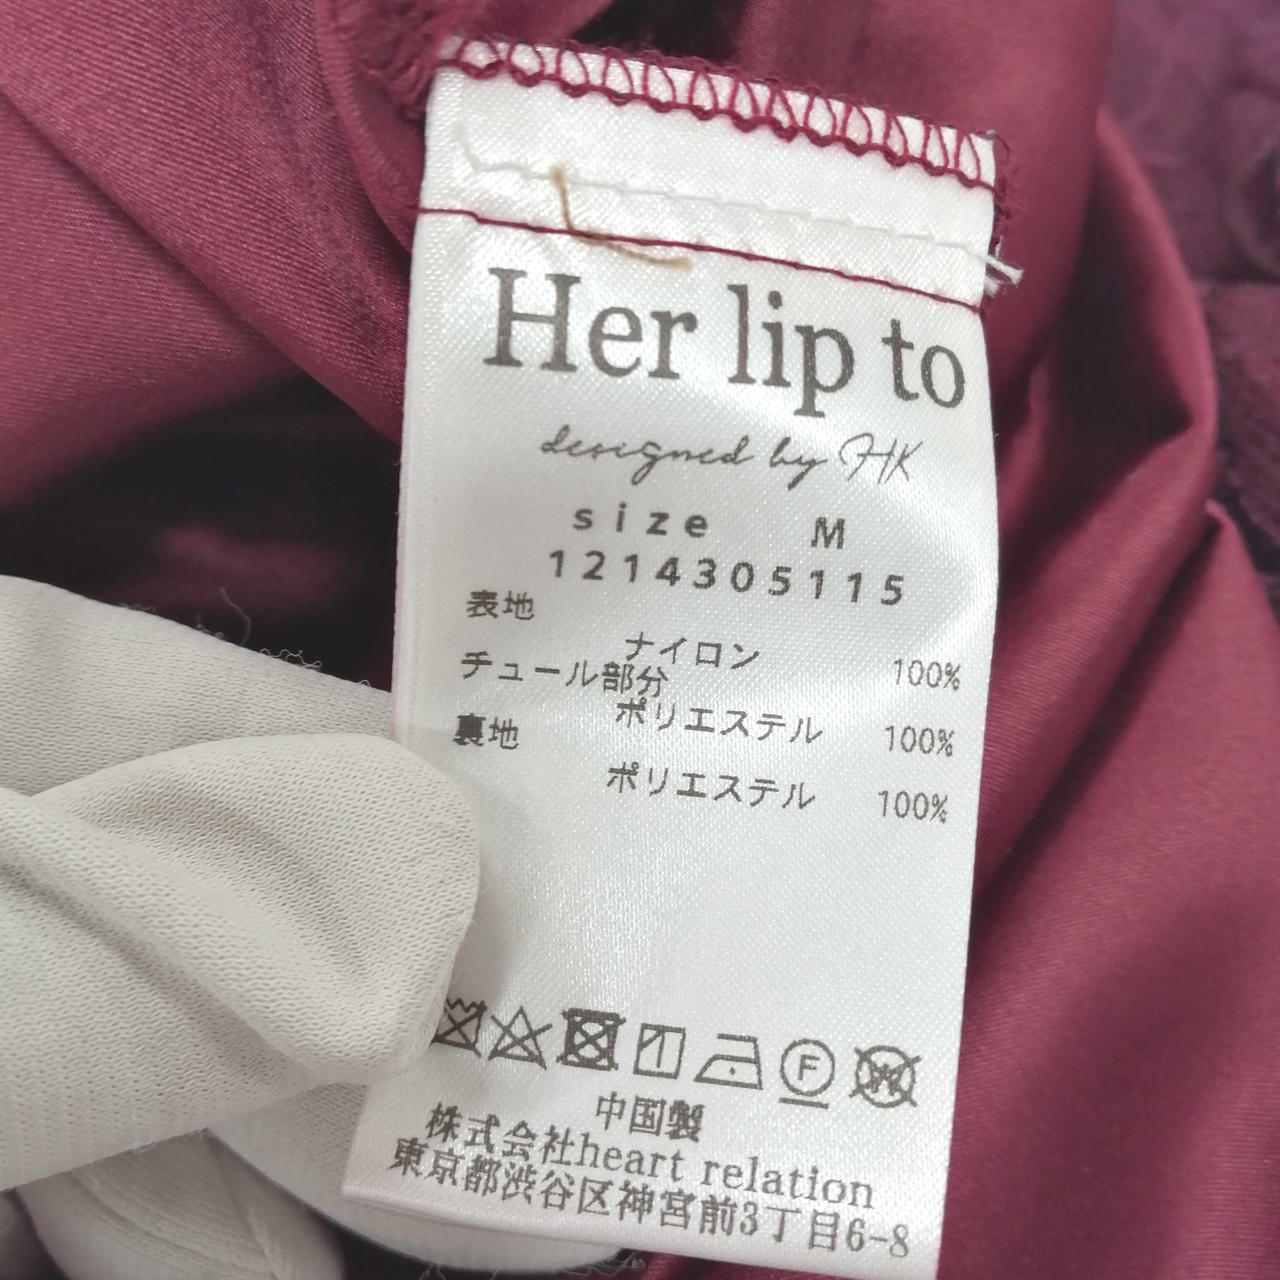 Her lip to
designed by HK
size M
1214305115
表地
ナイロン 100%
チュール部分
ポリエステル 100%
裏地
ポリエステル 100%
F
W
中国製
株式会社heart relation
東京都渋谷区神宮前3丁目6-8